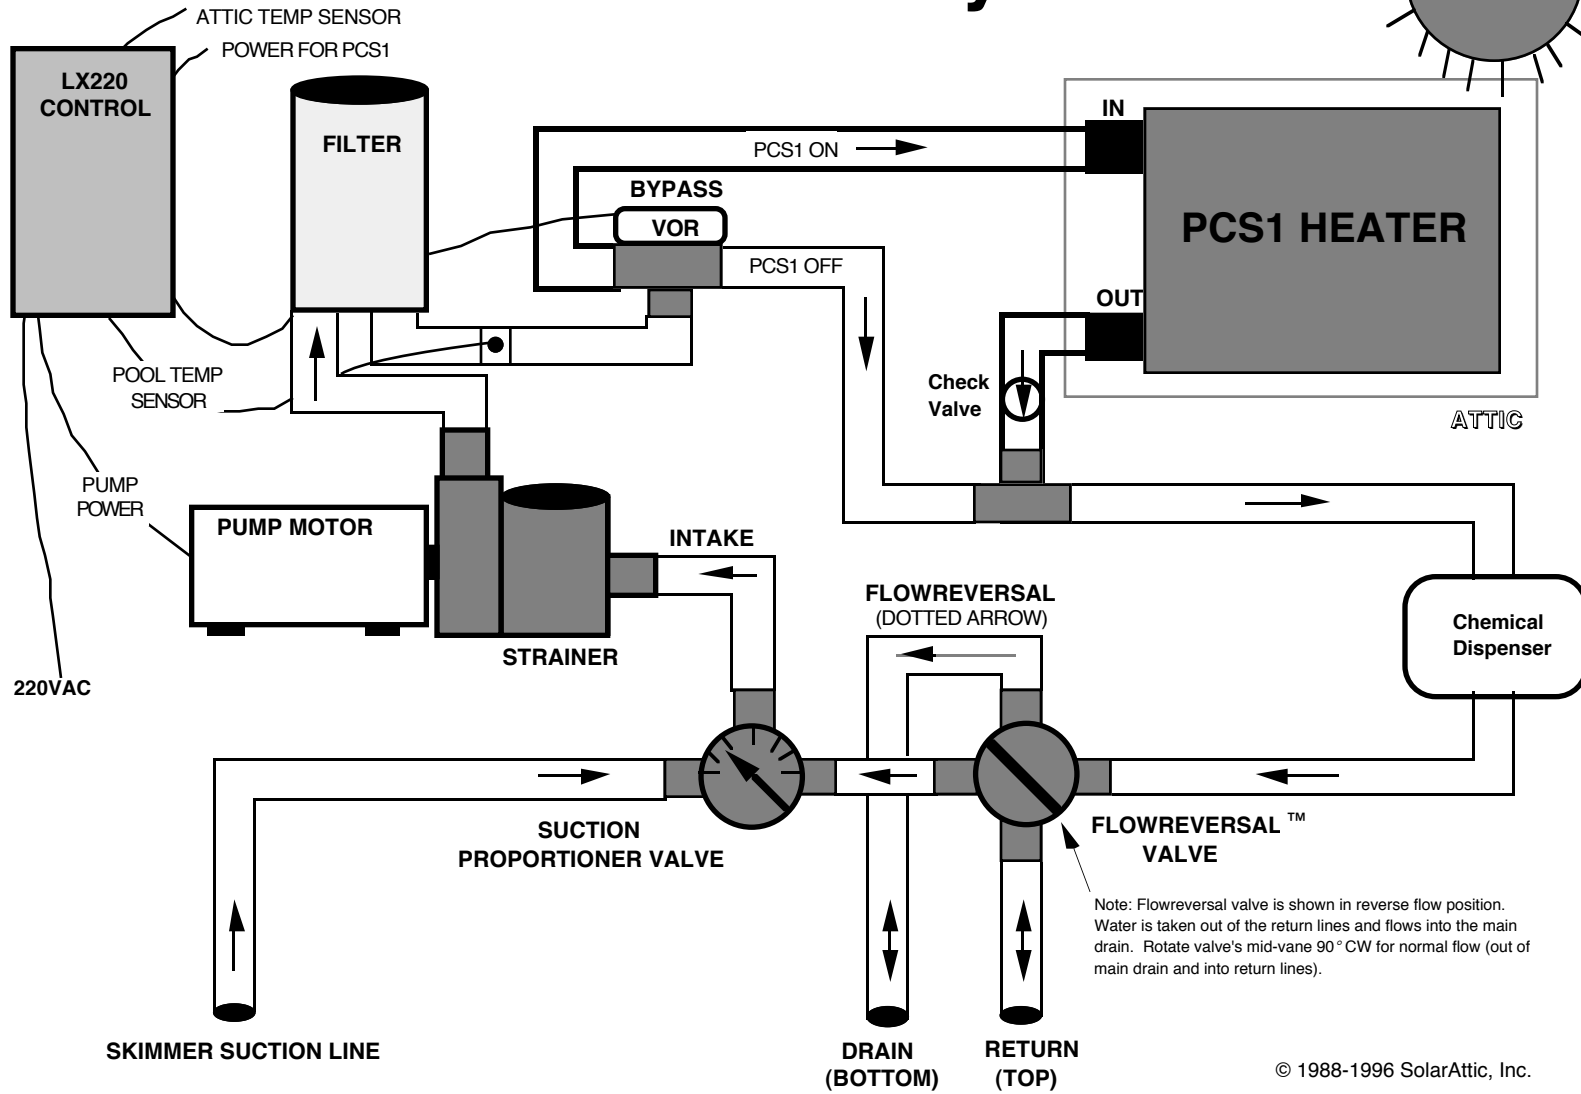 ATTIC TEMP SENSOR
POWER FOR PCS1
LX220
CONTROL
FILTER
IN
PCS1 ON
BYPASS
VOR
PCS1 HEATER
PCS1 OFF
OUT
POOL TEMP
SENSOR
Check
Valve
ATTIC
PUMP
POWER
PUMP MOTOR
INTAKE
FLOWREVERSAL
(DOTTED ARROW)
Chemical
Dispenser
STRAINER
220VAC
SUCTION
PROPORTIONER VALVE
FLOWREVERSAL ™
VALVE
Note: Flowreversal valve is shown in reverse flow position.
Water is taken out of the return lines and flows into the main
drain. Rotate valve's mid-vane 90° CW for normal flow (out of
main drain and into return lines).
SKIMMER SUCTION LINE
DRAIN
(BOTTOM)
RETURN
(TOP)
© 1988-1996 SolarAttic, Inc.